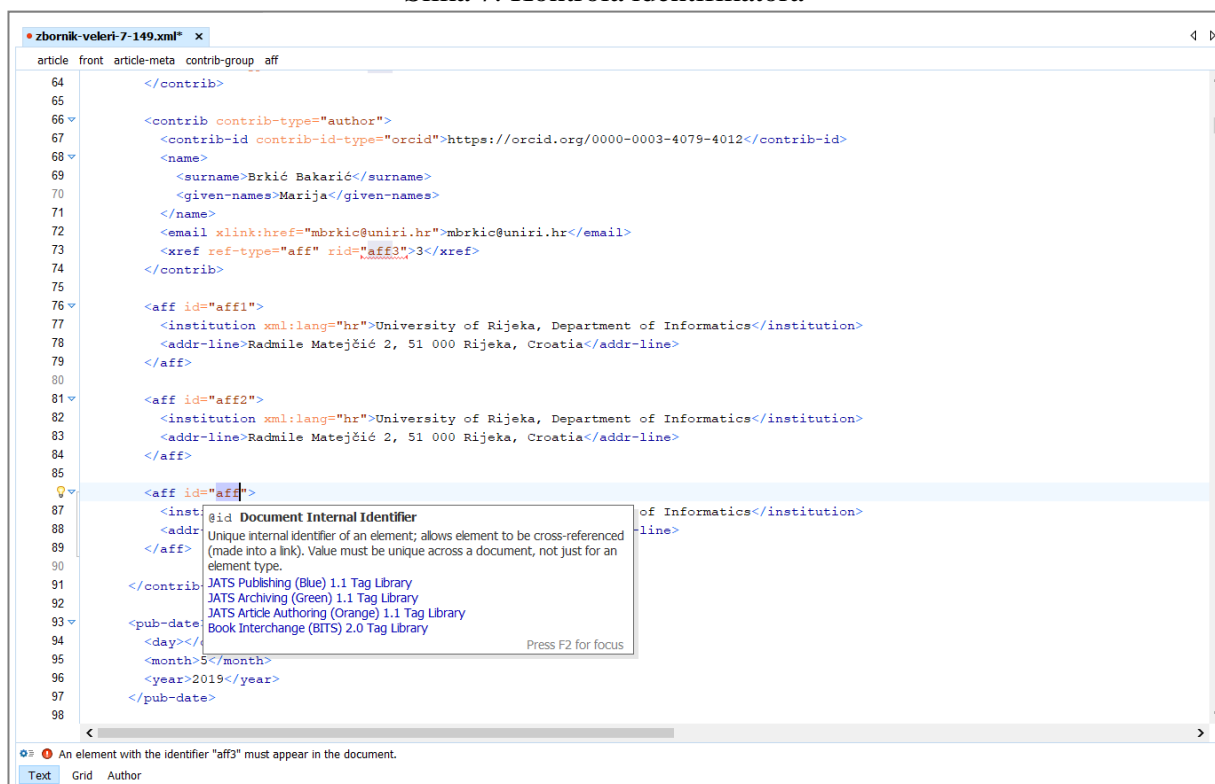 zbornik-veleri-7-149.xml* ×
article front article-meta contrib-group aff
64 </contrib>
65
66 <contrib contrib-type="author">
67 <contrib-id contrib-id-type="orcid">https://orcid.org/0000-0003-4079-4012</contrib-id>
68 <name>
69 <surname>Brkić Bakarić</surname>
70 <given-names>Marija</given-names>
71 </name>
72 <email xlink:href="mbrkic@uniri.hr">mbrkic@uniri.hr</email>
73 <xref ref-type="aff" rid="aff3">3</xref>
74 </contrib>
75
76 <aff id="aff1">
77 <institution xml:lang="hr">University of Rijeka, Department of Informatics</institution>
78 <addr-line>Radmile Matejčić 2, 51 000 Rijeka, Croatia</addr-line>
79 </aff>
80
81 <aff id="aff2">
82 <institution xml:lang="hr">University of Rijeka, Department of Informatics</institution>
83 <addr-line>Radmile Matejčić 2, 51 000 Rijeka, Croatia</addr-line>
84 </aff>
85
<aff id="aff">
87 <inst of Informatics</institution>
88 <addr line>
89 </aff>
@id Document Internal Identifier
Unique internal identifier of an element; allows element to be cross-referenced
(made into a link). Value must be unique across a document, not just for an
element type.
JATS Publishing (Blue) 1.1 Tag Library
JATS Archiving (Green) 1.1 Tag Library
JATS Article Authoring (Orange) 1.1 Tag Library
Book Interchange (BITS) 2.0 Tag Library
Press F2 for focus
90
91 </contrib
92
93 <pub-date
94 <day></
95 <month>5</month>
96 <year>2019</year>
97 </pub-date>
98
An element with the identifier "aff3" must appear in the document.
Text Grid Author